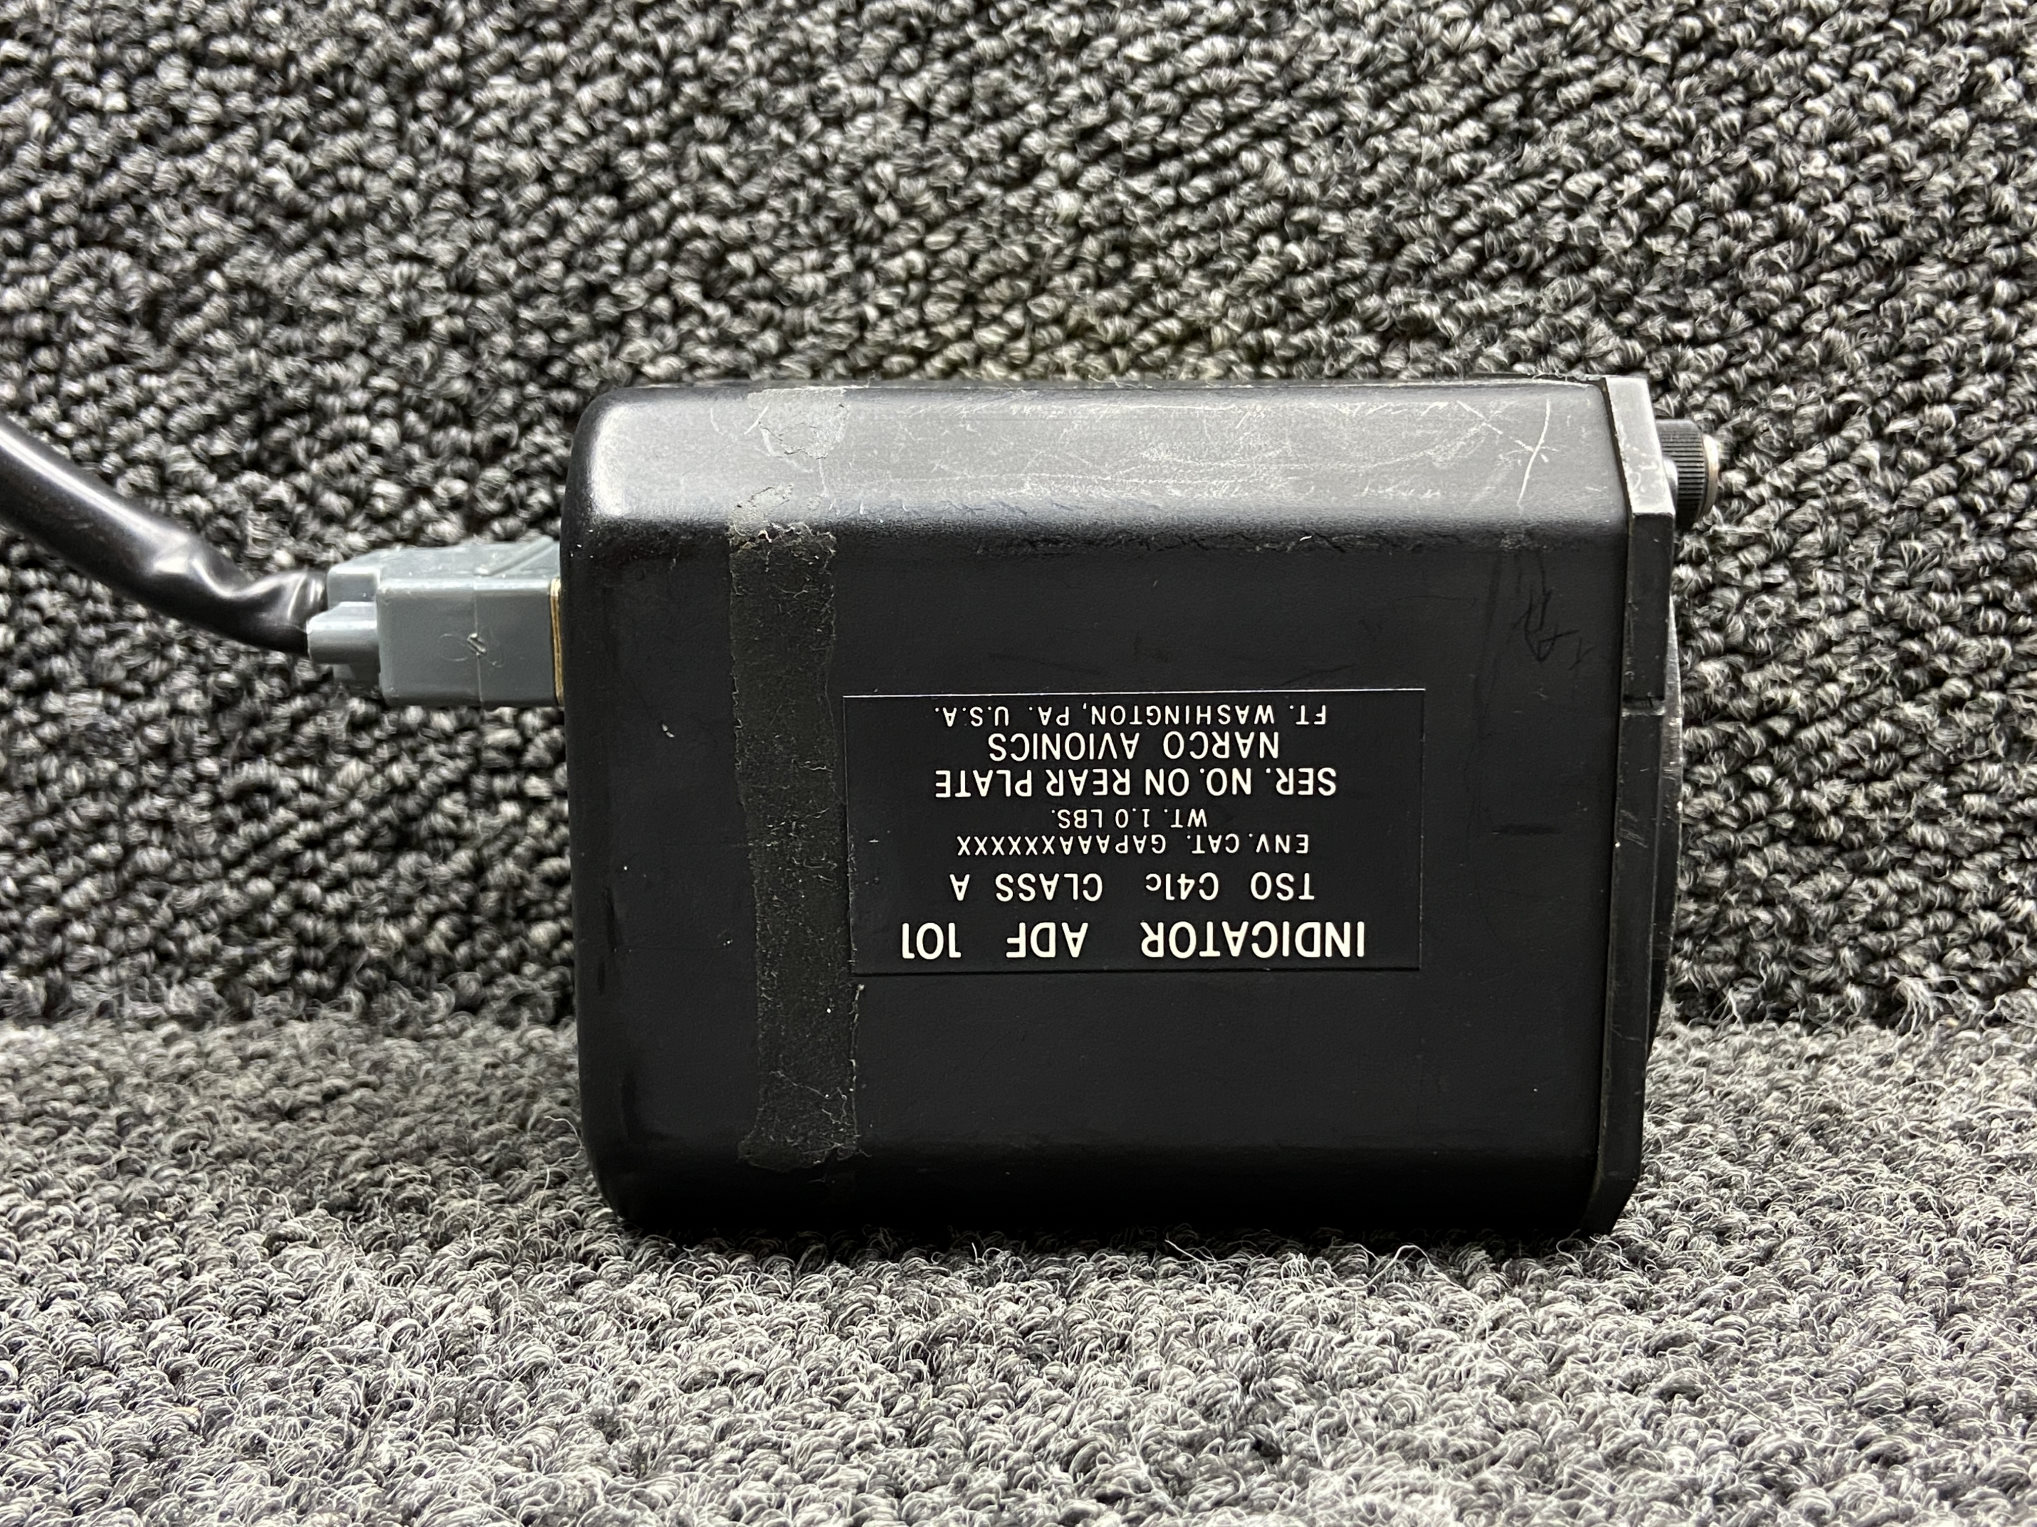 INDICATOR ADF 101
TSO C41c CLASS A
ENV. CAT. GAPAAAXXXXXX
WT. 1.0 LBS.
SER. NO. ON REAR PLATE
NARCO AVIONICS
FT. WASHINGTON, PA. U.S.A.